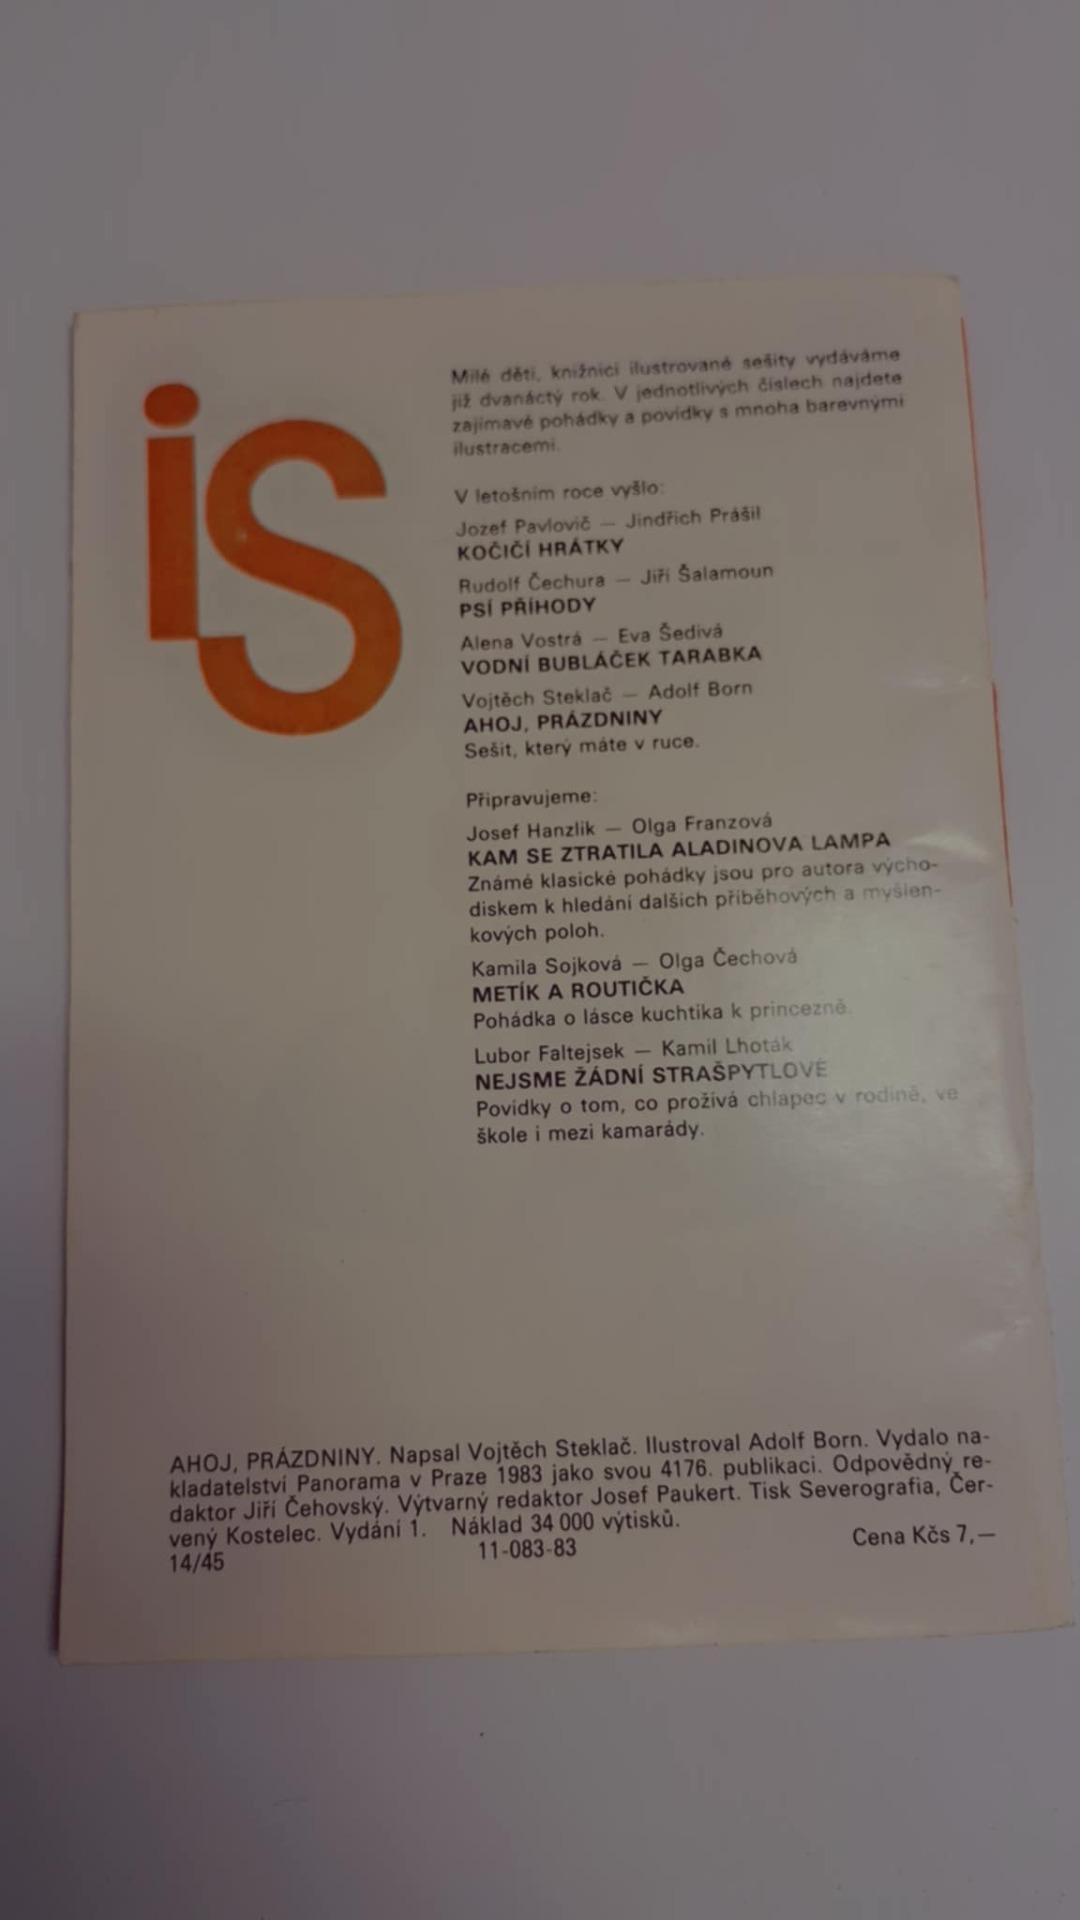 is
Milé děti, knižnici ilustrované sešity vydáváme
již dvanáctý rok. V jednotlivých číslech najdete
zajímavé pohádky a povídky s mnoha barevnými
ilustracemi.
V letošním roce vyšlo:
Jozef Pavlovič — Jindřich Prášil
KOČIČÍ HRÁTKY
Rudolf Čechura — Jiří Šalamoun
PSÍ PŘÍHODY
Alena Vostrá — Eva Šedivá
VODNÍ BUBLÁČEK TARABKA
Vojtěch Steklač — Adolf Born
AHOJ, PRÁZDNINY
Sešit, který máte v ruce.
Připravujeme:
Josef Hanzlík — Olga Franzová
KAM SE ZTRATILA ALADINOVA LAMPA
Známé klasické pohádky jsou pro autora výcho-
diskem k hledání dalších příběhových a myšlen-
kových poloh.
Kamila Sojková — Olga Čechová
METÍK A ROUTIČKA
Pohádka o lásce kuchtíka k princezně.
Lubor Faltejsek — Kamil Lhoták
NEJSME ŽÁDNÍ STRAŠPYTLOVÉ
Povídky o tom, co prožívá chlapec v rodině, ve
škole i mezi kamarády.
AHOJ, PRÁZDNINY. Napsal Vojtěch Steklač. Ilustroval Adolf Born. Vydalo na-
kladatelství Panorama v Praze 1983 jako svou 4176. publikaci. Odpovědný re-
daktor Jiří Čehovský. Výtvarný redaktor Josef Paukert. Tisk Severografia, Čer-
vený Kostelec. Vydání 1. Náklad 34 000 výtisků.
14/45 11-083-83 Cena Kčs 7,—